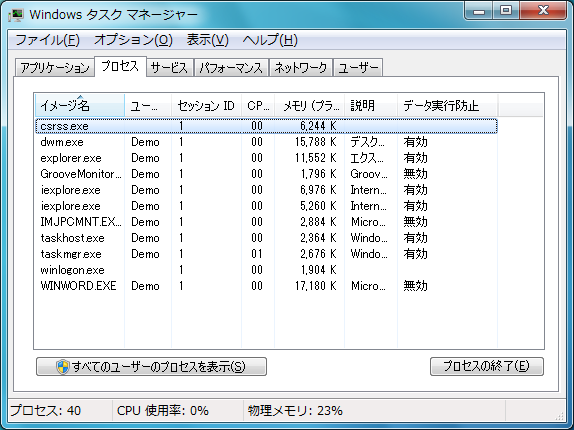 Windows タスク マネージャー
ファイル(F) オプション(O) 表示(V) ヘルプ(H)
アプリケーション プロセス サービス パフォーマンス ネットワーク ユーザー
イメージ名 ユー... セッション ID CP... メモリ (プラ... 説明 データ実行防止
csrss.exe 1 00 6,244 K
dwm.exe Demo 1 00 15,788 K デスク... 有効
explorer.exe Demo 1 00 11,552 K エクス... 有効
GrooveMonitor... Demo 1 00 1,796 K Groov... 無効
iexplore.exe Demo 1 00 6,976 K Intern... 有効
iexplore.exe Demo 1 00 5,260 K Intern... 有効
IMJPCMNT.EX... Demo 1 00 2,884 K Micro... 無効
taskhost.exe Demo 1 00 2,364 K Windo... 有効
taskmgr.exe Demo 1 01 2,676 K Windo... 有効
winlogon.exe 1 00 1,904 K
WINWORD.EXE Demo 1 00 17,180 K Micro... 無効
すべてのユーザーのプロセスを表示(S) プロセスの終了(E)
プロセス: 40 CPU 使用率: 0% 物理メモリ: 23%